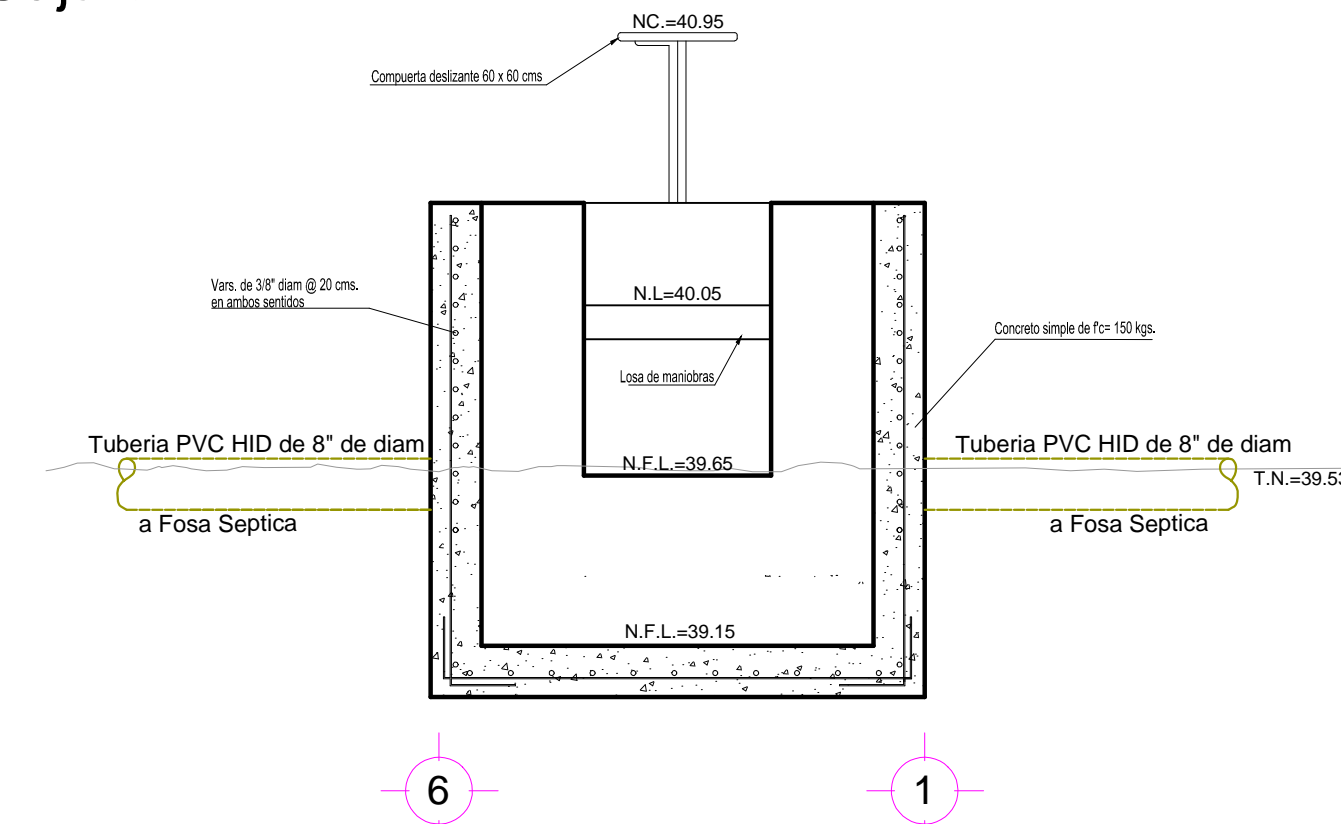 NC.=40.95
Compuerta deslizante 60 x 60 cms
Vars. de 3/8" diam @ 20 cms.
en ambos sentidos
N.L=40.05
Concreto simple de f'c= 150 kgs.
Losa de maniobras
Tuberia PVC HID de 8" de diam
Tuberia PVC HID de 8" de diam
N.F.L.=39.65
T.N.=39.53
a Fosa Septica
a Fosa Septica
N.F.L.=39.15
6
1